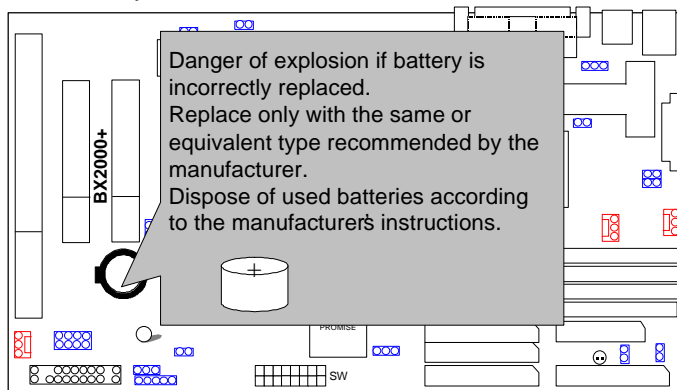 Danger of explosion if battery is
incorrectly replaced.
Replace only with the same or
equivalent type recommended by the
manufacturer.
Dispose of used batteries according
to the manufacturer's instructions.
BX2000+
PROMISE
SW